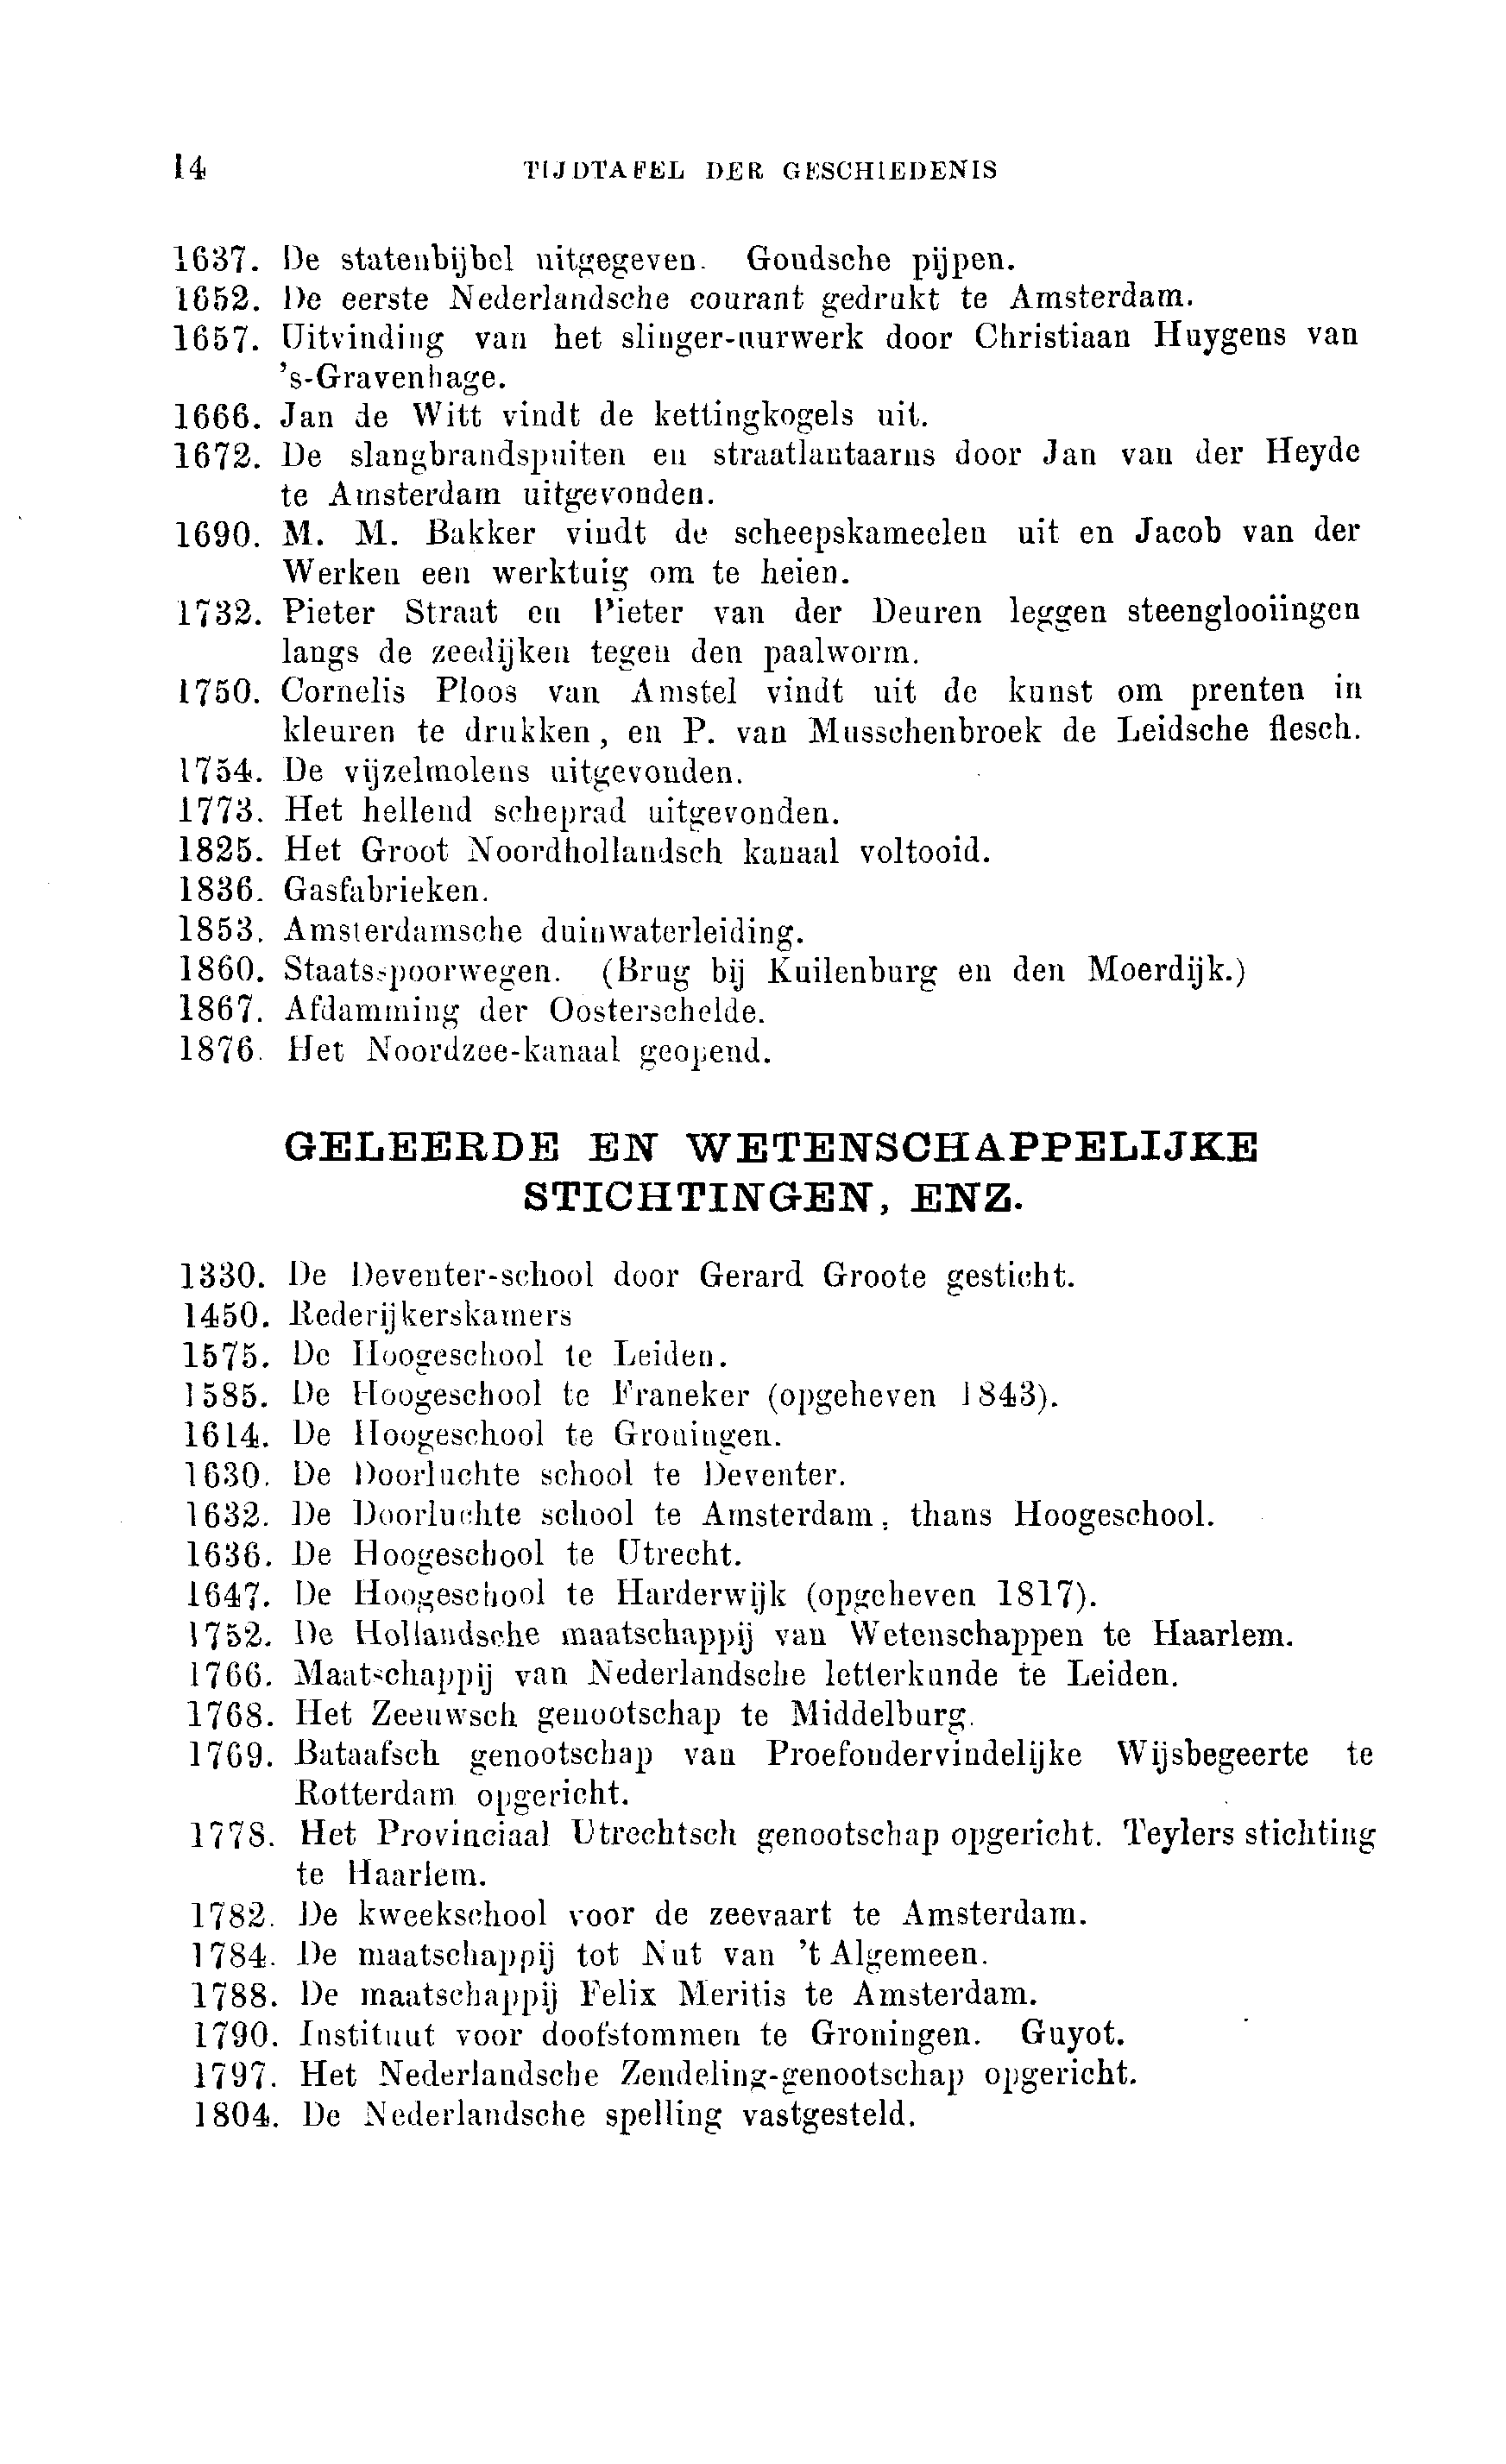 14 TIJDTAFEL DER GESCHIEDENIS
1637. De statenbijbel uitgegeven. Goudsche pijpen.
1652. De eerste Nederlandsche courant gedrukt te Amsterdam.
1657. Uitvinding van het slinger-uurwerk door Christiaan Huygens van
's-Gravenhage.
1666. Jan de Witt vindt de kettingkogels uit.
1672. De slangbrandspuiten en straatlantaarns door Jan van der Heyde
te Amsterdam uitgevonden.
1690. M. M. Bakker vindt de scheepskameelen uit en Jacob van der
Werken een werktuig om te heien.
1732. Pieter Straat en Pieter van der Deuren leggen steenglooiingen
langs de zeedijken tegen den paalworm.
1750. Cornelis Ploos van Amstel vindt uit de kunst om prenten in
kleuren te drukken, en P. van Musschenbroek de Leidsche flesch.
1754. De vijzelmolens uitgevonden.
1773. Het hellend scheprad uitgevonden.
1825. Het Groot Noordhollandsch kanaal voltooid.
1836. Gasfabrieken.
1853. Amsterdamsche duinwaterleiding.
1860. Staatsspoorwegen. (Brug bij Kuilenburg en den Moerdijk.)
1867. Afdamming der Oosterschelde.
1876. Het Noordzee-kanaal geopend.
GELEERDE EN WETENSCHAPPELIJKE
STICHTINGEN, ENZ.
1330. De Deventer-school door Gerard Groote gesticht.
1450. Rederijkerskamers
1575. De Hoogeschool te Leiden.
1585. De Hoogeschool te Franeker (opgeheven 1843).
1614. De Hoogeschool te Groningen.
1630. De Doorluchte school te Deventer.
1632. De Doorluchte school te Amsterdam, thans Hoogeschool.
1636. De Hoogeschool te Utrecht.
1647. De Hoogeschool te Harderwijk (opgeheven 1817).
1752. De Hollandsche maatschappij van Wetenschappen te Haarlem.
1766. Maatschappij van Nederlandsche letterkunde te Leiden.
1768. Het Zeeuwsch genootschap te Middelburg.
1769. Bataafsch genootschap van Proefondervindelijke Wijsbegeerte te
Rotterdam opgericht.
1778. Het Provinciaal Utrechtsch genootschap opgericht. Teylers stichting
te Haarlem.
1782. De kweekschool voor de zeevaart te Amsterdam.
1784. De maatschappij tot Nut van 't Algemeen.
1788. De maatschappij Felix Meritis te Amsterdam.
1790. Instituut voor doofstommen te Groningen. Guyot.
1797. Het Nederlandsche Zendeling-genootschap opgericht.
1804. De Nederlandsche spelling vastgesteld.